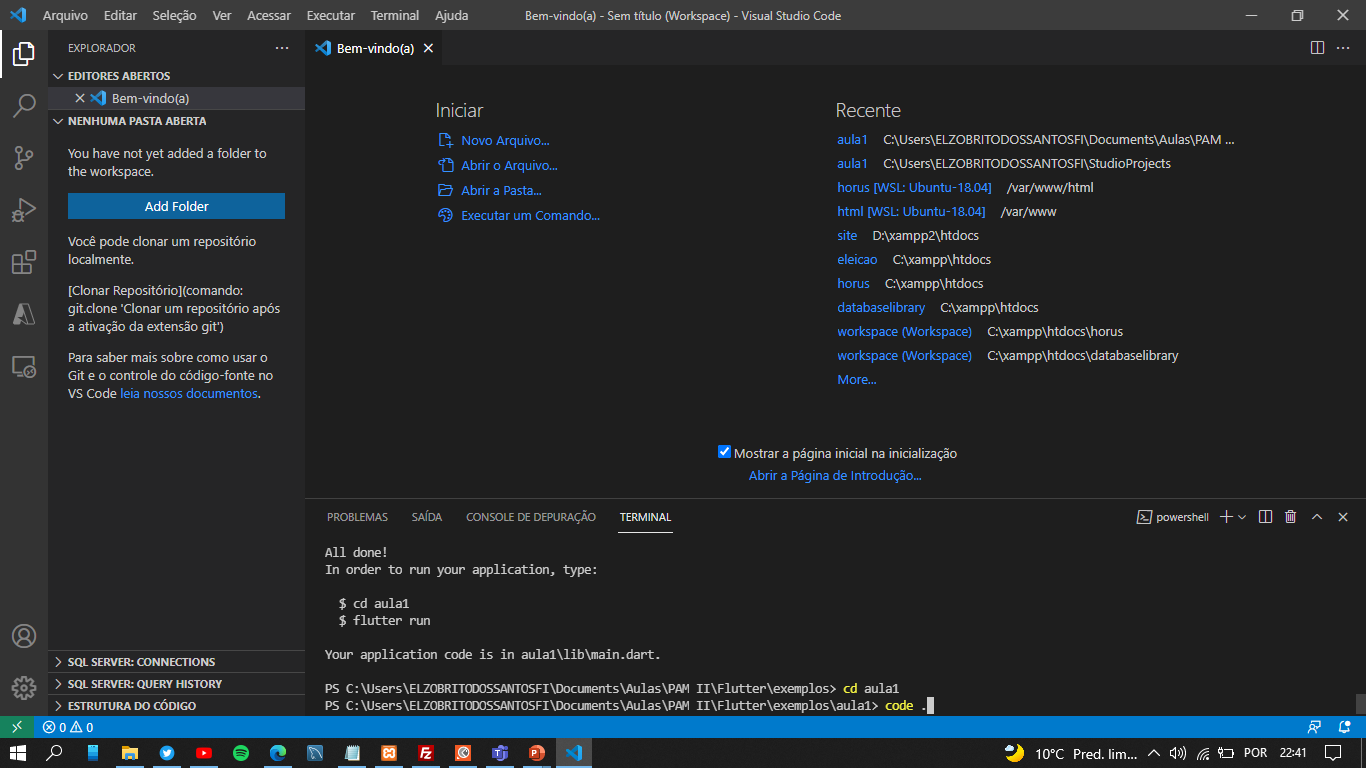 Arquivo Editar Seleção Ver Acessar Executar Terminal Ajuda Bem-vindo(a) - Sem título (Workspace) - Visual Studio Code
EXPLORADOR
EDITORES ABERTOS
Bem-vindo(a)
NENHUMA PASTA ABERTA
You have not yet added a folder to
the workspace.
Add Folder
Você pode clonar um repositório
localmente.
[Clonar Repositório](comando:
git.clone 'Clonar um repositório após
a ativação da extensão git')
Para saber mais sobre como usar o
Git e o controle do código-fonte no
VS Code leia nossos documentos.
SQL SERVER: CONNECTIONS
SQL SERVER: QUERY HISTORY
ESTRUTURA DO CÓDIGO
Bem-vindo(a)
Iniciar
Novo Arquivo...
Abrir o Arquivo...
Abrir a Pasta...
Executar um Comando...
Recente
aula1 C:\Users\ELZOBRITODOSSANTOSFI\Documents\Aulas\PAM ...
aula1 C:\Users\ELZOBRITODOSSANTOSFI\StudioProjects
horus [WSL: Ubuntu-18.04] /var/www/html
html [WSL: Ubuntu-18.04] /var/www
site D:\xampp2\htdocs
eleicao C:\xampp\htdocs
horus C:\xampp\htdocs
databaselibrary C:\xampp\htdocs
workspace (Workspace) C:\xampp\htdocs\horus
workspace (Workspace) C:\xampp\htdocs\databaselibrary
More...
Mostrar a página inicial na inicialização
Abrir a Página de Introdução...
PROBLEMAS SAÍDA CONSOLE DE DEPURAÇÃO TERMINAL powershell
All done!
In order to run your application, type:
$ cd aula1
$ flutter run
Your application code is in aula1\lib\main.dart.
PS C:\Users\ELZOBRITODOSSANTOSFI\Documents\Aulas\PAM II\Flutter\exemplos> cd aula1
PS C:\Users\ELZOBRITODOSSANTOSFI\Documents\Aulas\PAM II\Flutter\exemplos\aula1> code .
0 0
10°C Pred. lim... POR 22:41